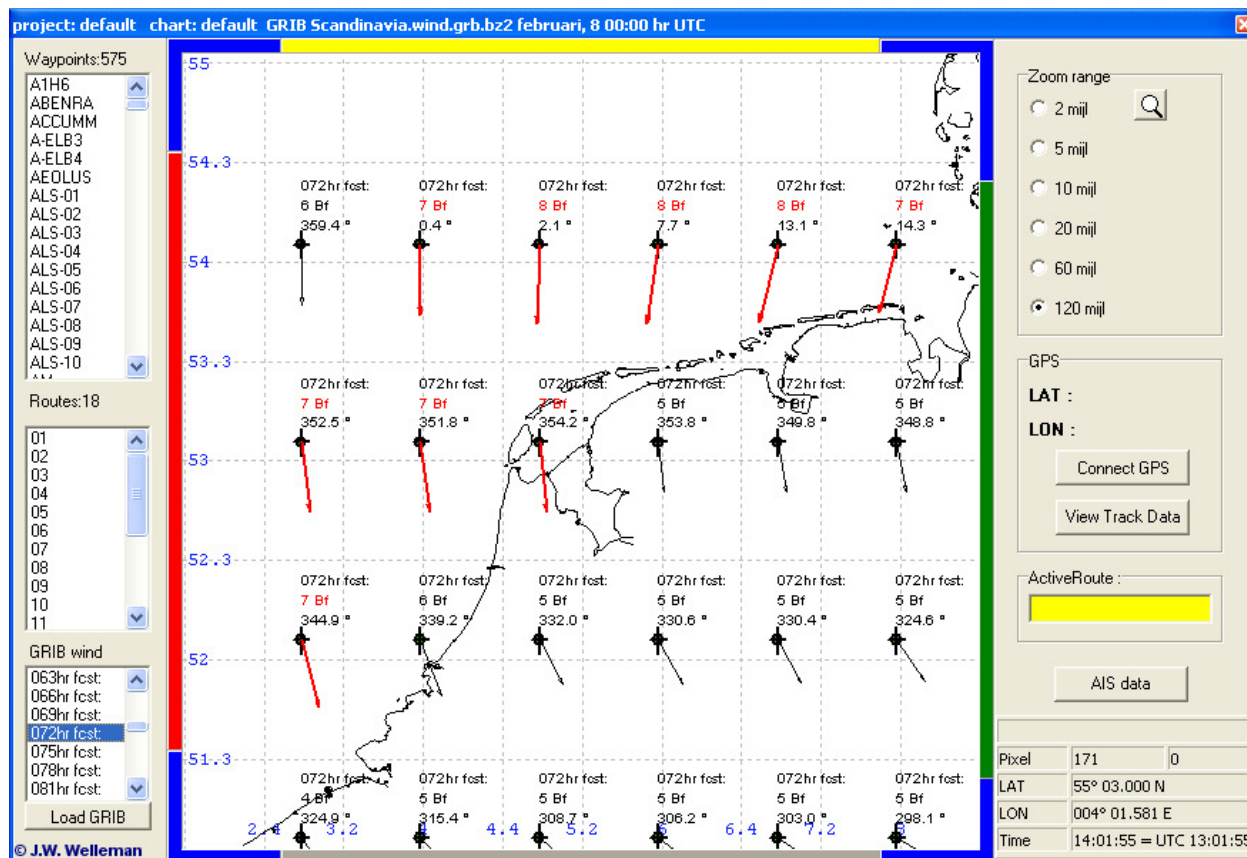 project: default   chart: default  GRIB Scandinavia.wind.grb.bz2 februari, 8 00:00 hr UTC
Waypoints:575
A1H6
ABENRA
ACCUMM
A-ELB3
A-ELB4
AEOLUS
ALS-01
ALS-02
ALS-03
ALS-04
ALS-05
ALS-06
ALS-07
ALS-08
ALS-09
ALS-10
Routes:18
01
02
03
04
05
06
07
08
09
10
11
GRIB wind
063hr fcst:
066hr fcst:
069hr fcst:
072hr fcst:
075hr fcst:
078hr fcst:
081hr fcst:
Load GRIB
© J.W. Welleman
55
54.3
072hr fcst: 072hr fcst: 072hr fcst: 072hr fcst: 072hr fcst: 072hr fcst:
6 Bf 7 Bf 8 Bf 8 Bf 8 Bf 7 Bf
359.4 ° 0.4 ° 2.1 ° 7.7 ° 13.1 ° 14.3 °
54
53.3
072hr fcst: 072hr fcst: 072hr fcst: 072hr fcst: 072hr fcst: 072hr fcst:
7 Bf 7 Bf 7 Bf 5 Bf 5 Bf 5 Bf
352.5 ° 351.8 ° 354.2 ° 353.8 ° 349.8 ° 348.8 °
53
52.3
072hr fcst: 072hr fcst: 072hr fcst: 072hr fcst: 072hr fcst: 072hr fcst:
7 Bf 6 Bf 5 Bf 5 Bf 5 Bf 5 Bf
344.9 ° 339.2 ° 332.0 ° 330.6 ° 330.4 ° 324.6 °
52
51.3
072hr fcst: 072hr fcst: 072hr fcst: 072hr fcst: 072hr fcst: 072hr fcst:
4 Bf 5 Bf 5 Bf 5 Bf 5 Bf 5 Bf
324.9 ° 315.4 ° 308.7 ° 306.2 ° 303.0 ° 298.1 °
2.4 3.2 4 4.4 5.2 6 6.4 7.2 8
Zoom range
2 mijl
5 mijl
10 mijl
20 mijl
60 mijl
120 mijl
GPS
LAT :
LON :
Connect GPS
View Track Data
ActiveRoute :
AIS data
Pixel 171 0
LAT 55° 03.000 N
LON 004° 01.581 E
Time 14:01:55 = UTC 13:01:55